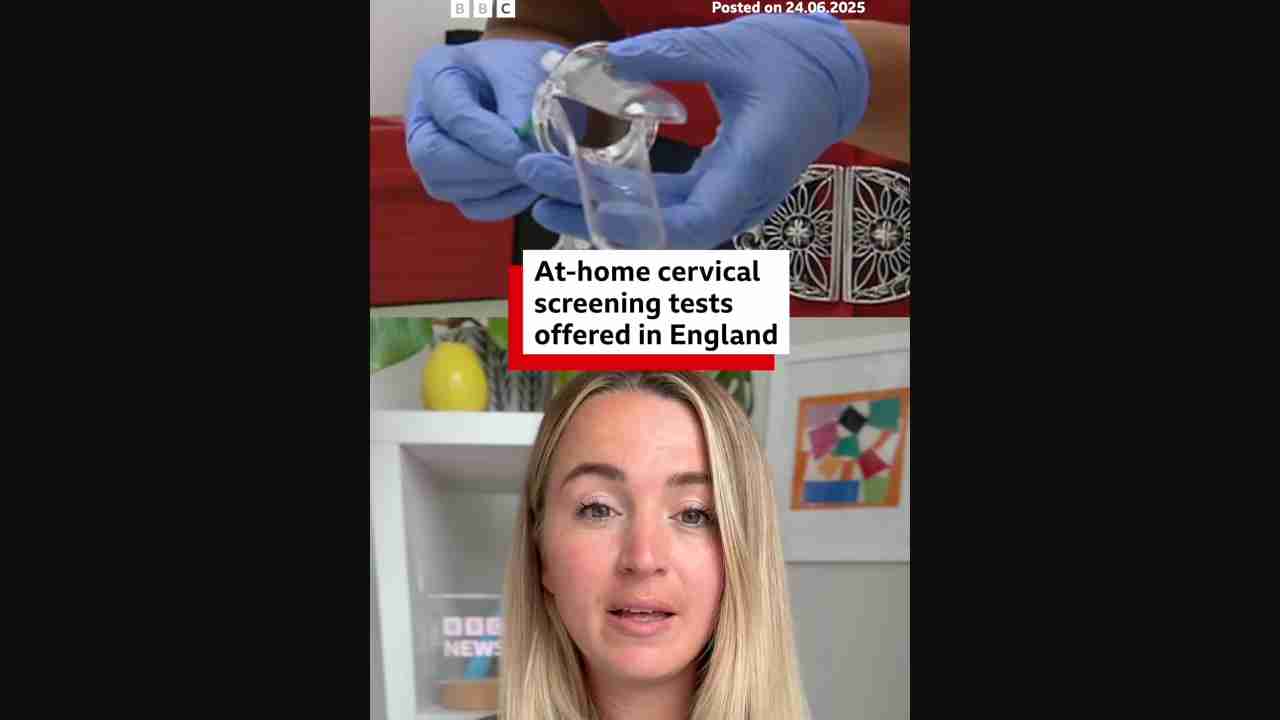 BBC
Posted on 24.06.2025
At-home cervical
screening tests
offered in England
BBC
NEWS